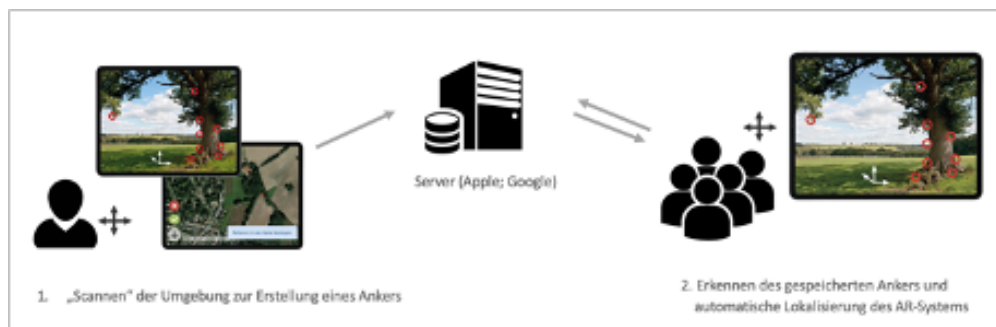 Server (Apple; Google)
1. „Scannen“ der Umgebung zur Erstellung eines Ankers
2. Erkennen des gespeicherten Ankers und
automatische Lokalisierung des AR-Systems